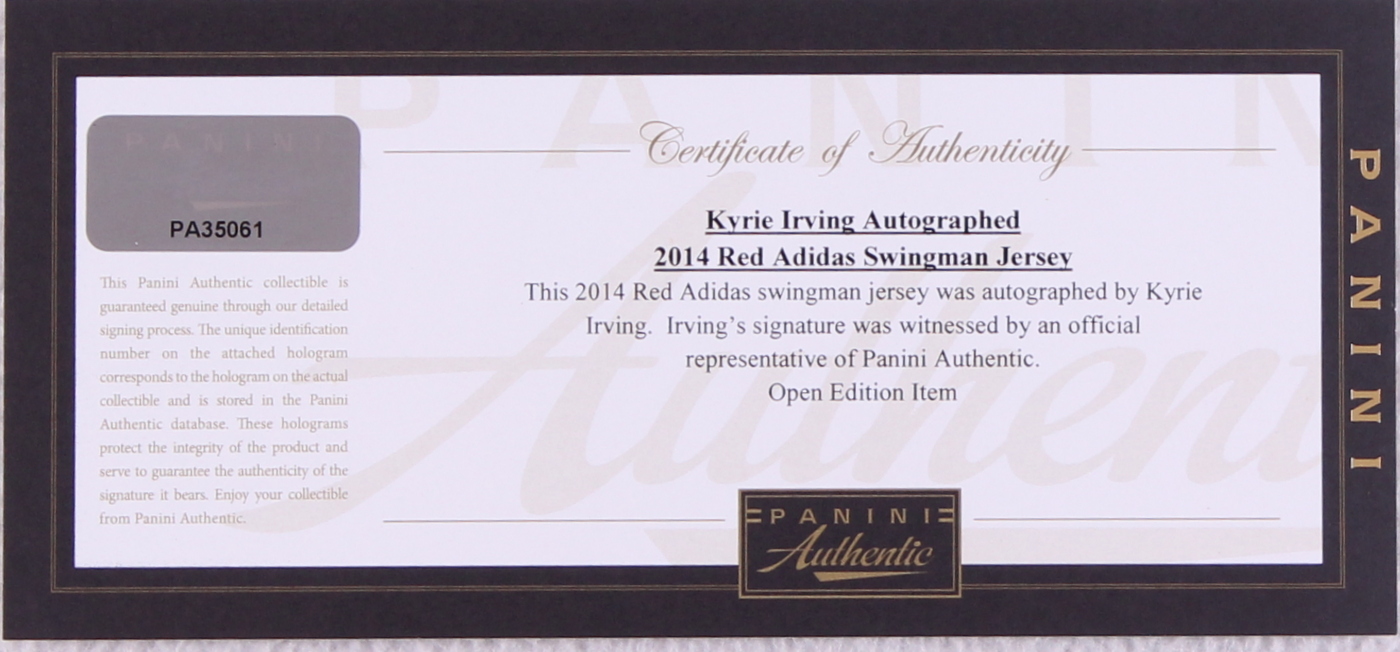 PANINI
PA35061
This Panini Authentic collectible is
guaranteed genuine through our detailed
signing process. The unique identification
number on the attached hologram
corresponds to the hologram on the actual
collectible and is stored in the Panini
Authentic database. These holograms
protect the integrity of the product and
serve to guarantee the authenticity of the
signature it bears. Enjoy your collectible
from Panini Authentic.
PANINI
Authentic
Certificate of Authenticity
Kyrie Irving Autographed
2014 Red Adidas Swingman Jersey
This 2014 Red Adidas swingman jersey was autographed by Kyrie
Irving. Irving's signature was witnessed by an official
representative of Panini Authentic.
Open Edition Item
PANINI
Authentic
PANINI